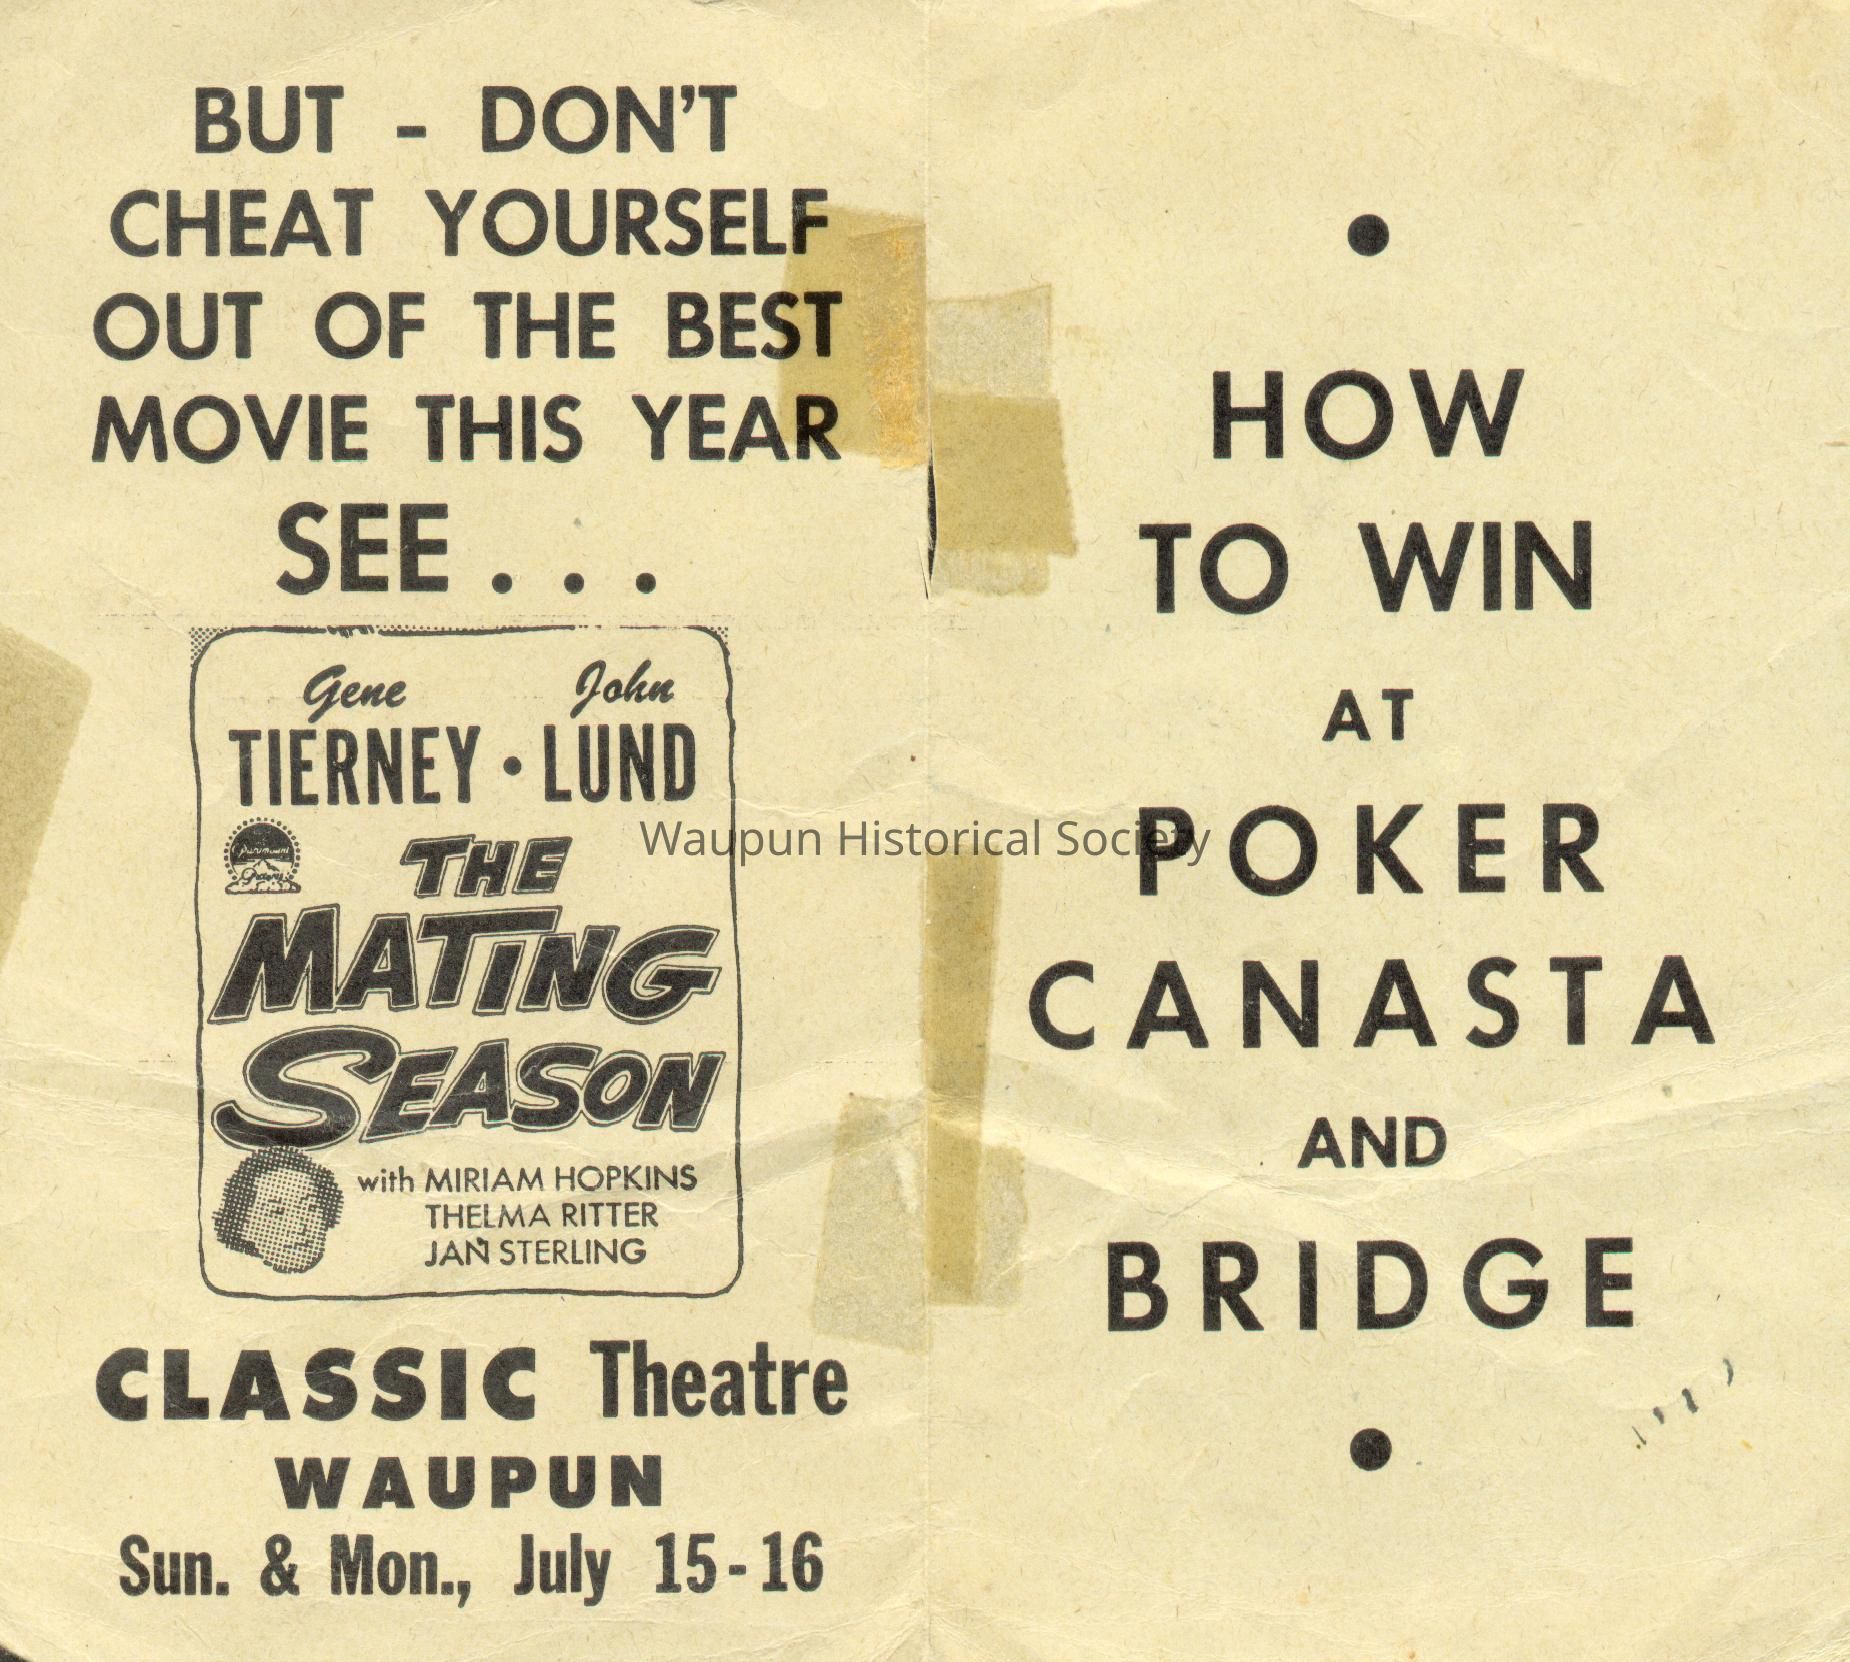 BUT - DON'T
CHEAT YOURSELF
OUT OF THE BEST
MOVIE THIS YEAR
SEE . . .
Gene John
TIERNEY • LUND
Paramount
Pictures
THE
MATING
SEASON
with MIRIAM HOPKINS
THELMA RITTER
JAN STERLING
CLASSIC Theatre
WAUPUN
Sun. & Mon., July 15-16
•
HOW
TO WIN
AT
POKER
CANASTA
AND
BRIDGE
•
Waupun Historical Society